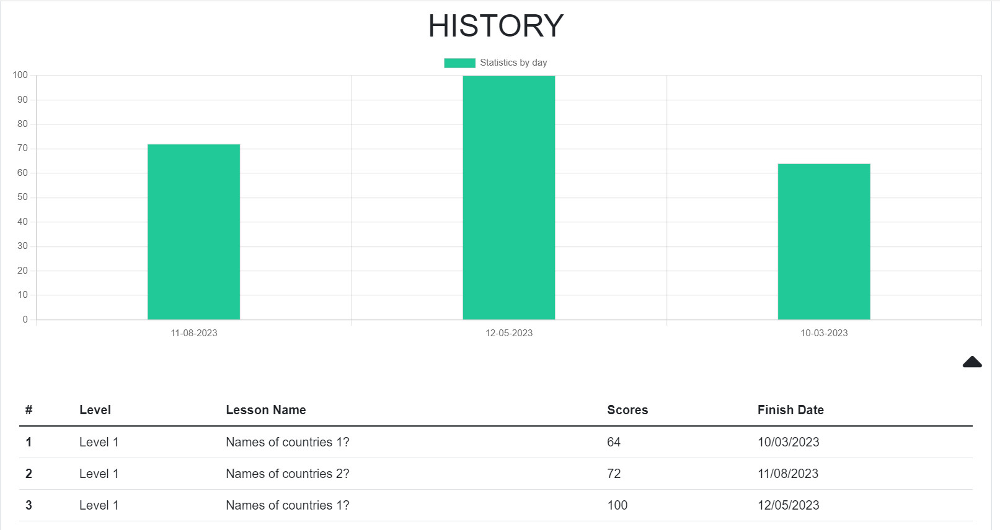 HISTORY
Statistics by day
100
90
80
70
60
50
40
30
20
10
0
11-08-2023 12-05-2023 10-03-2023
# Level Lesson Name Scores Finish Date
1 Level 1 Names of countries 1? 64 10/03/2023
2 Level 1 Names of countries 2? 72 11/08/2023
3 Level 1 Names of countries 1? 100 12/05/2023